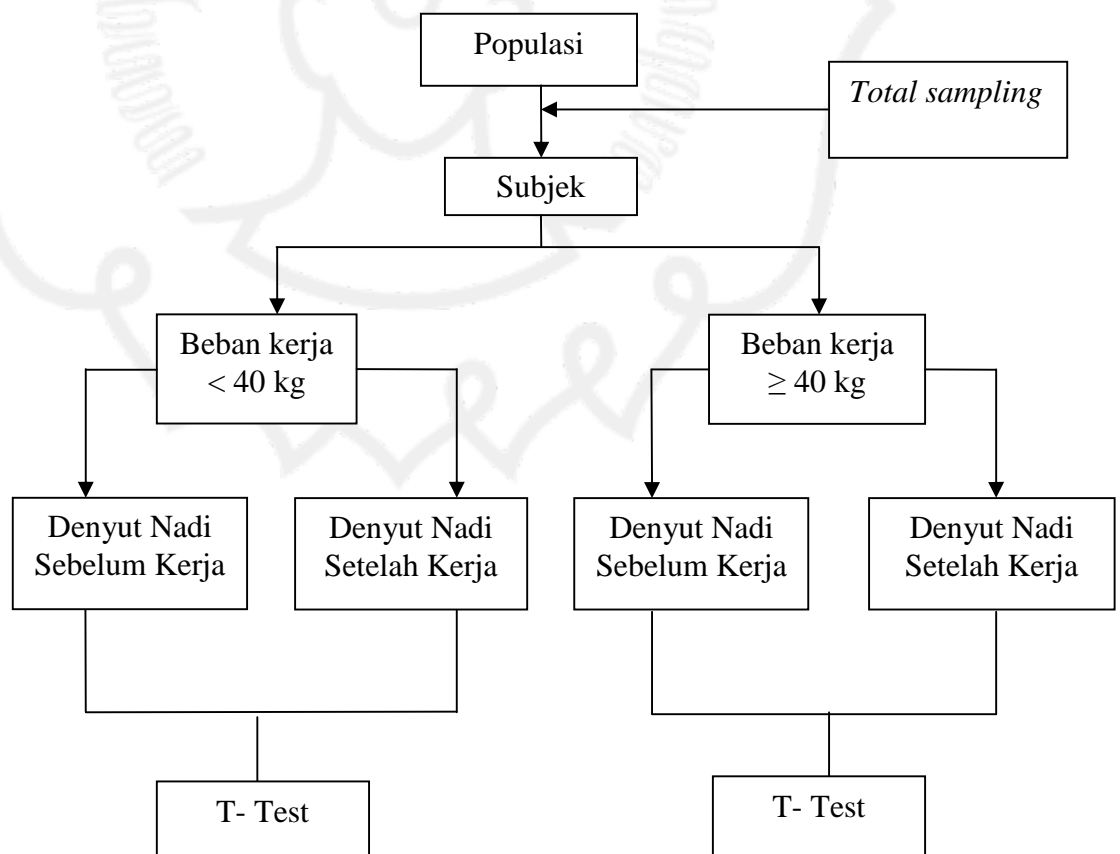 Populasi
Total sampling
Subjek
Beban kerja
< 40 kg
Beban kerja
≥ 40 kg
Denyut Nadi
Sebelum Kerja
Denyut Nadi
Setelah Kerja
Denyut Nadi
Sebelum Kerja
Denyut Nadi
Setelah Kerja
T- Test
T- Test